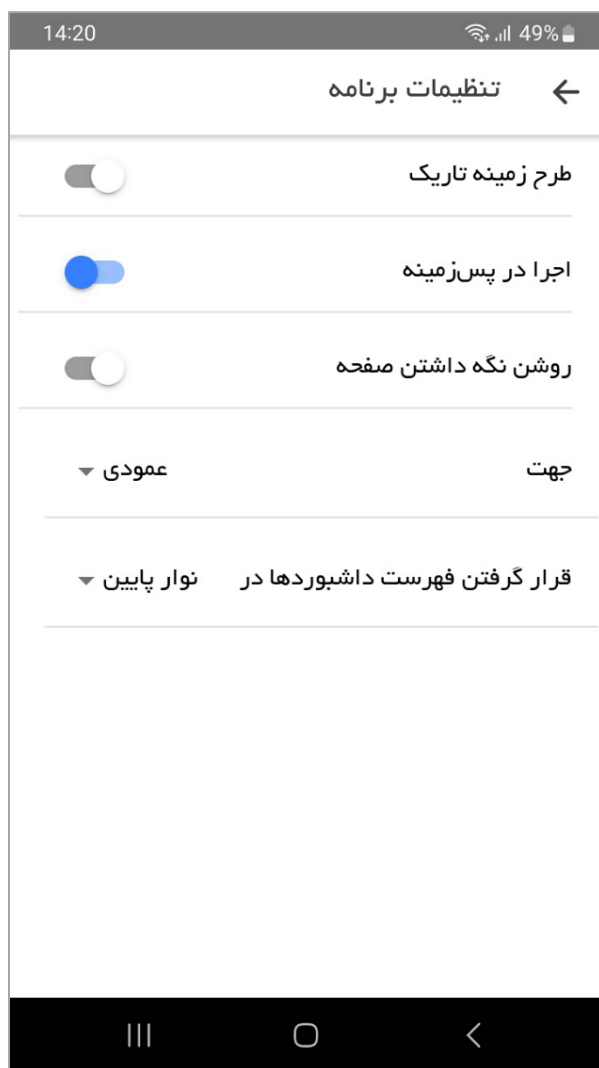 14:20 49%
تنظیمات برنامه
طرح زمینه تاریک
اجرا در پس‌زمینه
روشن نگه داشتن صفحه
جهت عمودی
قرار گرفتن فهرست داشبوردها در نوار پایین